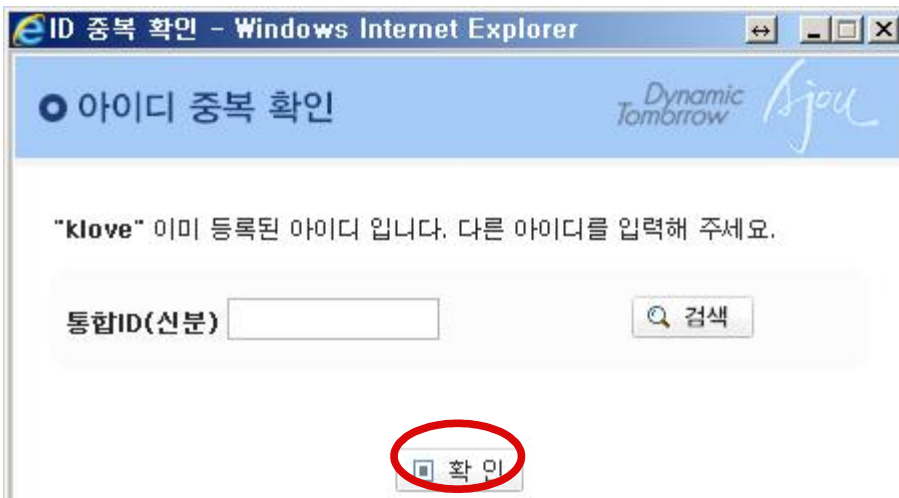 ID 중복 확인 - Windows Internet Explorer
아이디 중복 확인
Dynamic
Tomorrow
Ajou
"klove" 이미 등록된 아이디 입니다. 다른 아이디를 입력해 주세요.
통합ID(신분)
검색
확 인